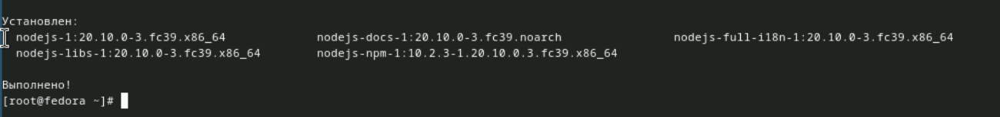 Установлен:
nodejs-1:20.10.0-3.fc39.x86_64 nodejs-docs-1:20.10.0-3.fc39.noarch nodejs-full-i18n-1:20.10.0-3.fc39.x86_64
nodejs-libs-1:20.10.0-3.fc39.x86_64 nodejs-npm-1:10.2.3-1.20.10.0.3.fc39.x86_64
Выполнено!
[root@fedora ~]#